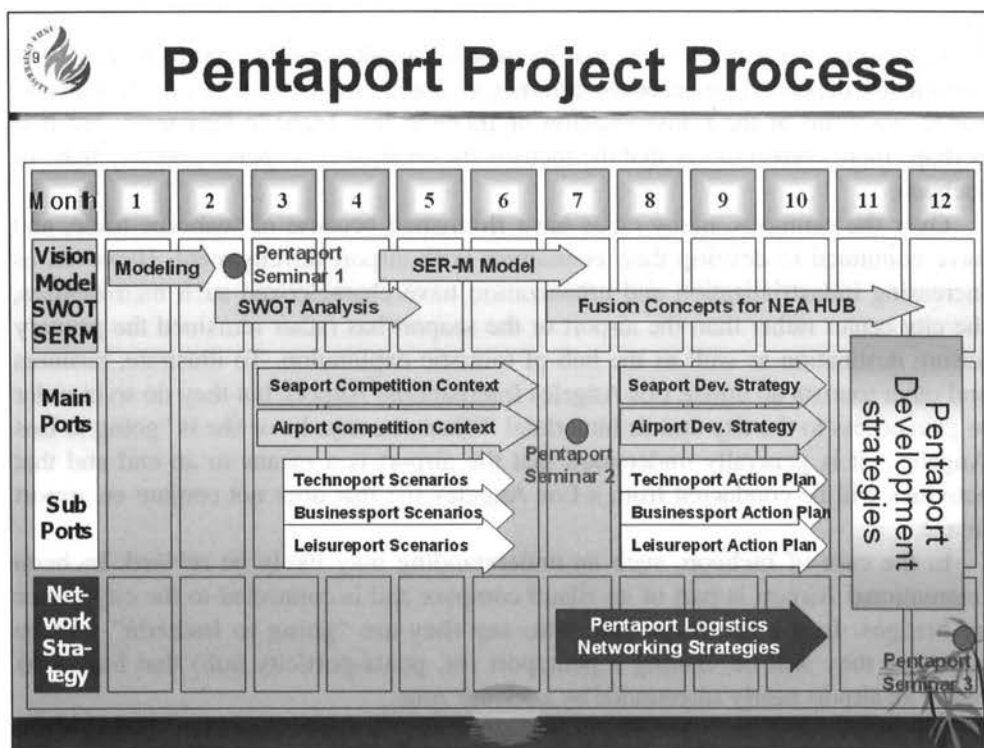 9
Pentaport Project Process
Month 1 2 3 4 5 6 7 8 9 10 11 12
Vision
Model
SWOT
SERM
Modeling
Pentaport
Seminar 1
SER-M Model
SWOT Analysis
Fusion Concepts for a WTHB
Main
Ports
Seaport Competition Context
Seaport Dev. Strategy
Airport Competition Context
Airport Dev. Strategy
Pentaport
Seminar 2
Sub
Ports
Technoport Scenarios
Technoport Action Plan
Businessport Scenarios
Businessport Action Plan
Leisureport Scenarios
Leisureport Action Plan
Pentaport
Development
strategies
Net-
work
Stra-
tegy
Pentaport Logistics
Networking Strategies
Pentaport
Seminar 3